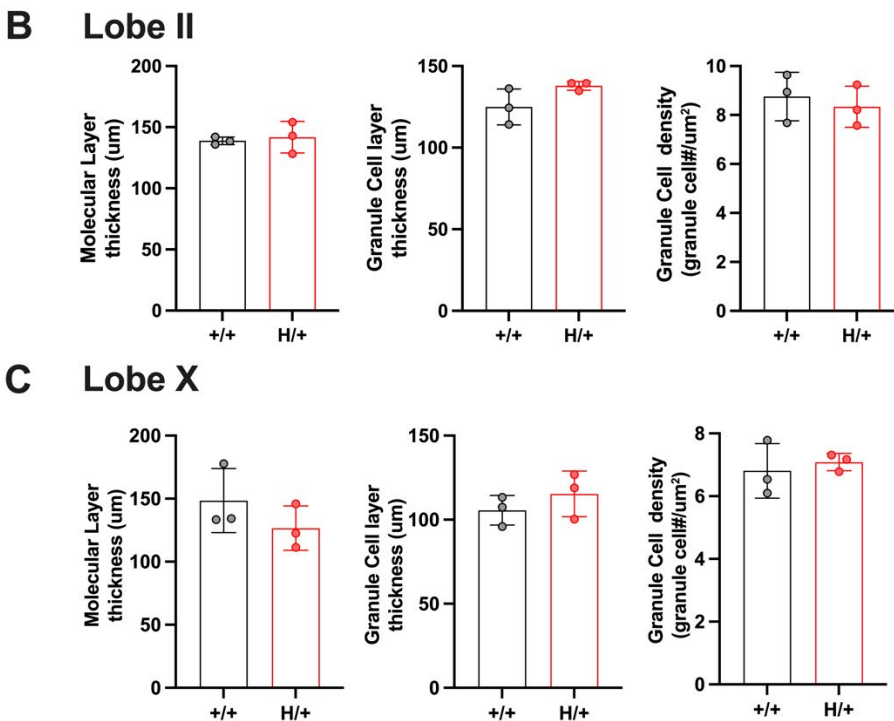 B Lobe II
Molecular Layer
thickness (um)
200
150
100
50
0
+/+ H/+
Granule Cell layer
thickness (um)
150
100
50
0
+/+ H/+
Granule Cell density
(granule cell#/um²)
10
8
6
4
2
0
+/+ H/+
C Lobe X
Molecular Layer
thickness (um)
200
150
100
50
0
+/+ H/+
Granule Cell layer
thickness (um)
150
100
50
0
+/+ H/+
Granule Cell density
(granule cell#/um²)
8
6
4
2
0
+/+ H/+